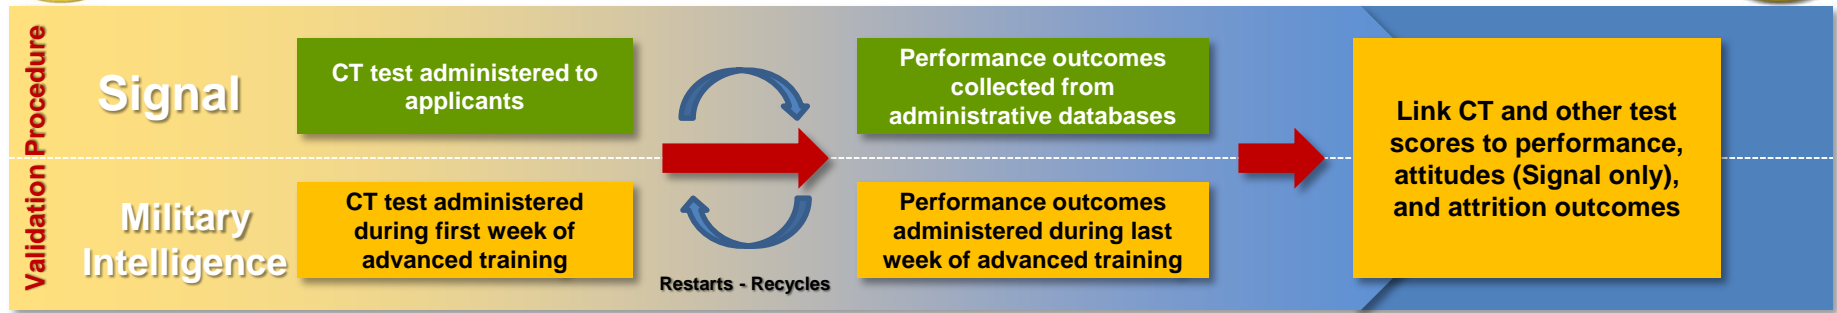 Validation Procedure
Signal
CT test administered to
applicants
Performance outcomes
collected from
administrative databases
Military
Intelligence
CT test administered
during first week of
advanced training
Restarts - Recycles
Performance outcomes
administered during last
week of advanced training
Link CT and other test
scores to performance,
attitudes (Signal only),
and attrition outcomes